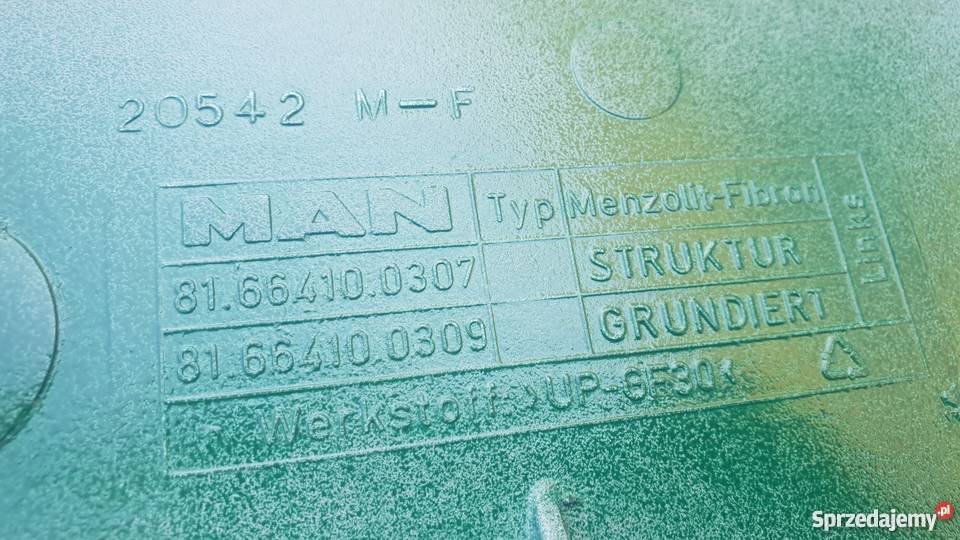 20542 M-F
MAN Typ Menzolit-Fibron Links
81.66410.0307 STRUKTUR
81.66410.0309 GRUNDIERT
Werkstoff >UP-GF30<
Sprzedajemy.pl